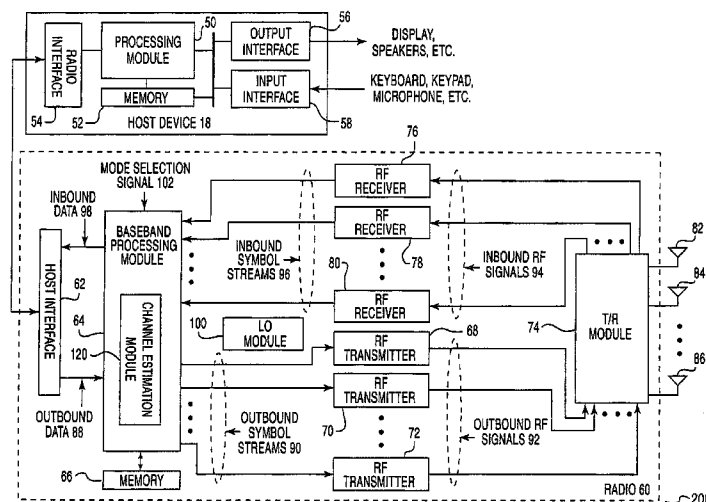 50
56
RADIO
INTERFACE
PROCESSING
MODULE
OUTPUT
INTERFACE
DISPLAY,
SPEAKERS, ETC.
MEMORY
INPUT
INTERFACE
KEYBOARD, KEYPAD,
MICROPHONE, ETC.
54
52
HOST DEVICE 18
58
76
MODE SELECTION
SIGNAL 102
RF
RECEIVER
INBOUND
DATA 98
BASEBAND
PROCESSING
MODULE
RF
RECEIVER
82
INBOUND
SYMBOL
STREAMS 96
78
INBOUND RF
SIGNALS 94
62
80
84
HOST INTERFACE
64
RF
RECEIVER
74
T/R
MODULE
CHANNEL ESTIMATION
MODULE
100
LO
MODULE
68
120
RF
TRANSMITTER
86
RF
TRANSMITTER
OUTBOUND
DATA 88
OUTBOUND
SYMBOL
STREAMS 90
70
72
OUTBOUND RF
SIGNALS 92
66
MEMORY
RF
TRANSMITTER
RADIO 60